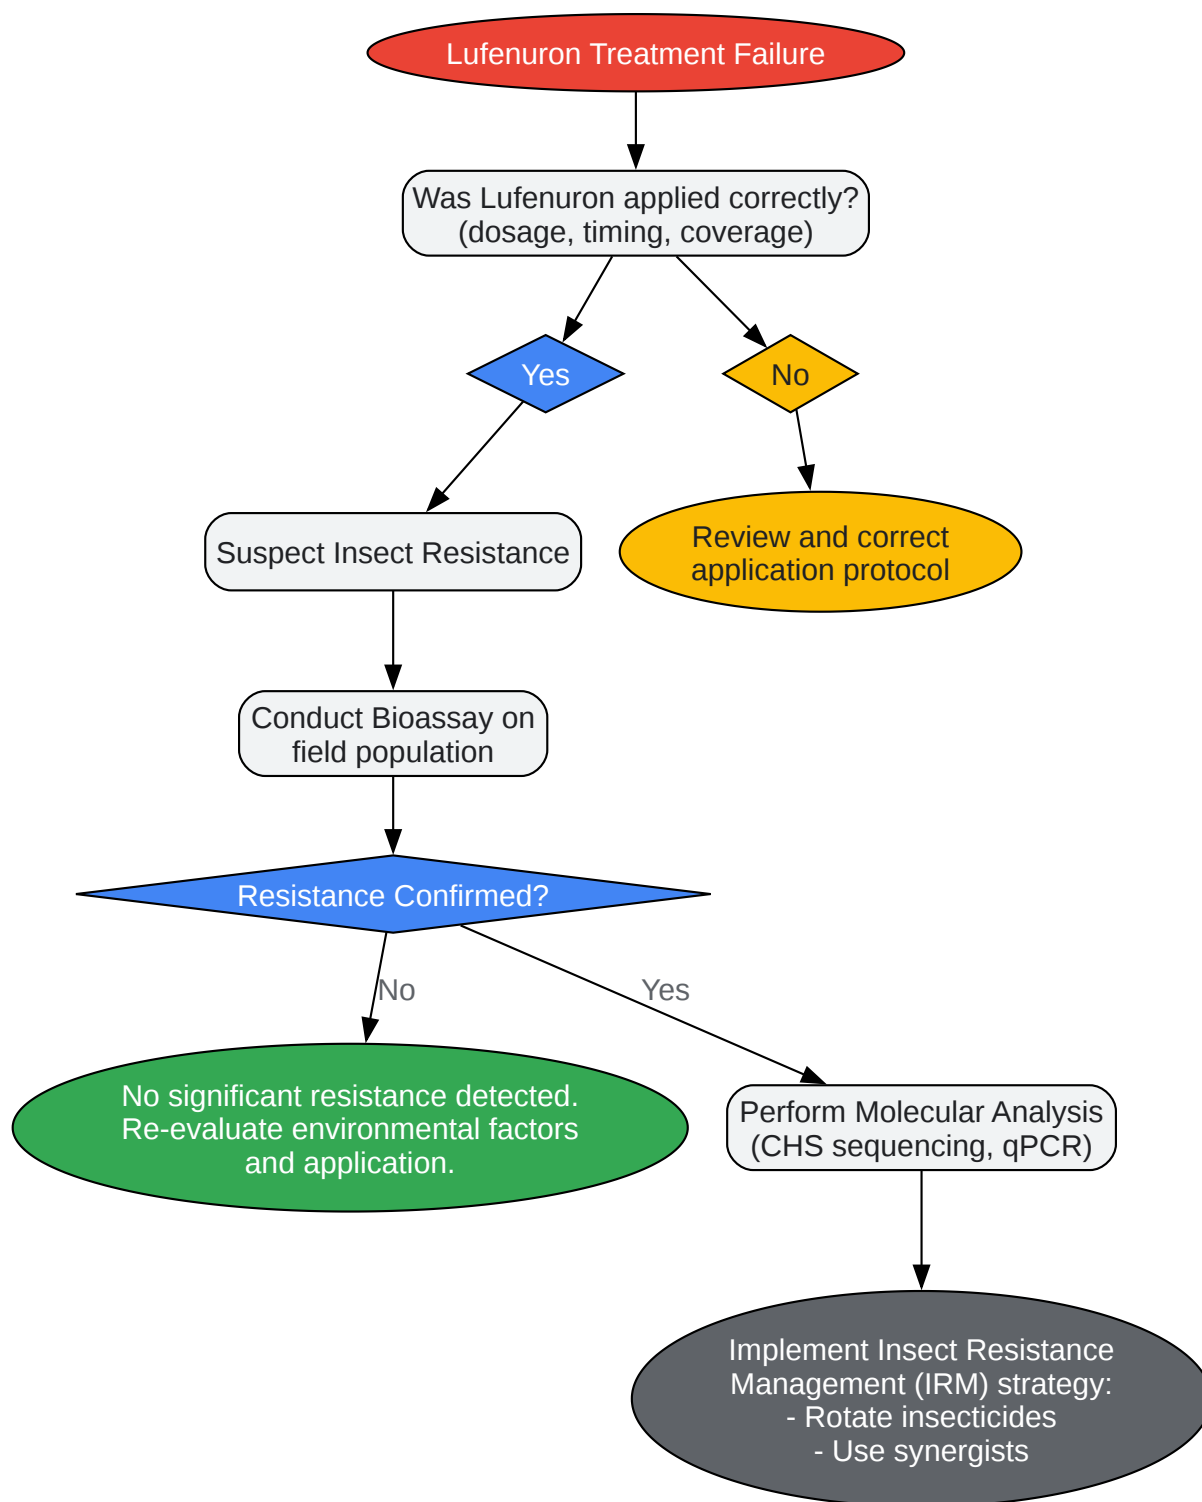 Lufenuron Treatment Failure
Was Lufenuron applied correctly?
(dosage, timing, coverage)
Yes
No
Suspect Insect Resistance
Review and correct
application protocol
Conduct Bioassay on
field population
Resistance Confirmed?
No
Yes
No significant resistance detected.
Re-evaluate environmental factors
and application.
Perform Molecular Analysis
(CHS sequencing, qPCR)
Implement Insect Resistance
Management (IRM) strategy:
- Rotate insecticides
- Use synergists